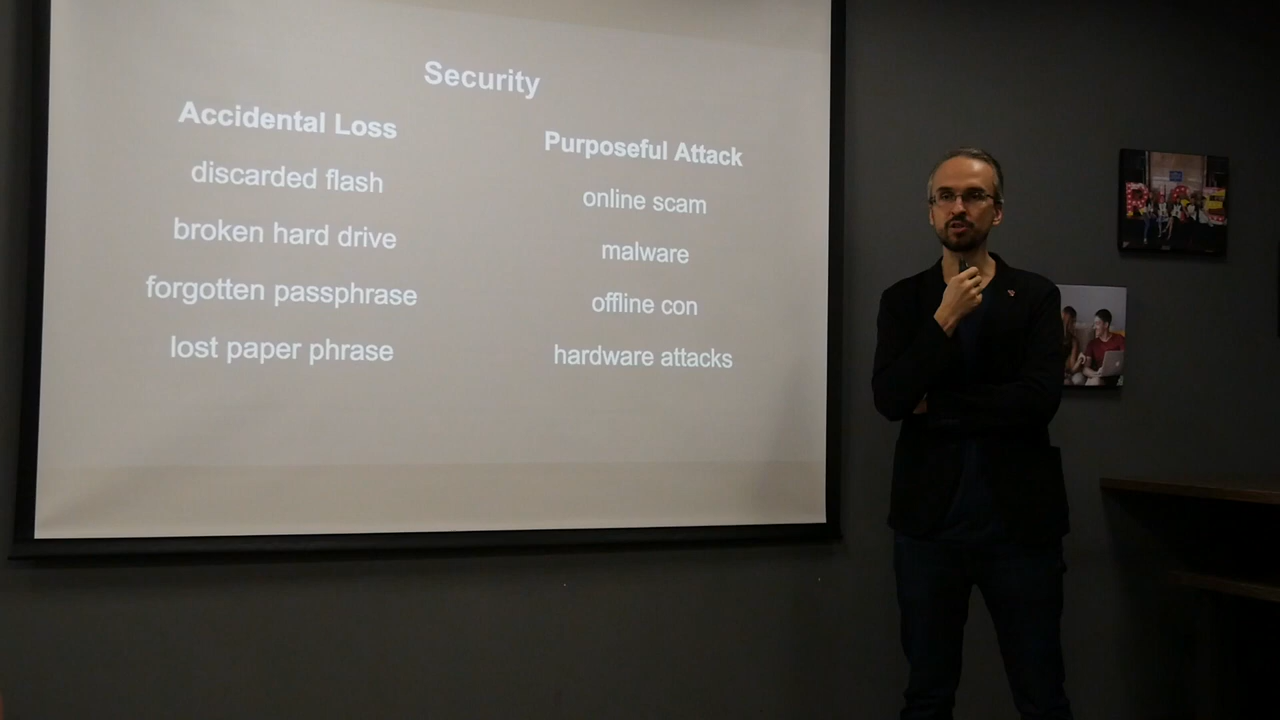 Security
Accidental Loss
discarded flash
broken hard drive
forgotten passphrase
lost paper phrase
Purposeful Attack
online scam
malware
offline con
hardware attacks